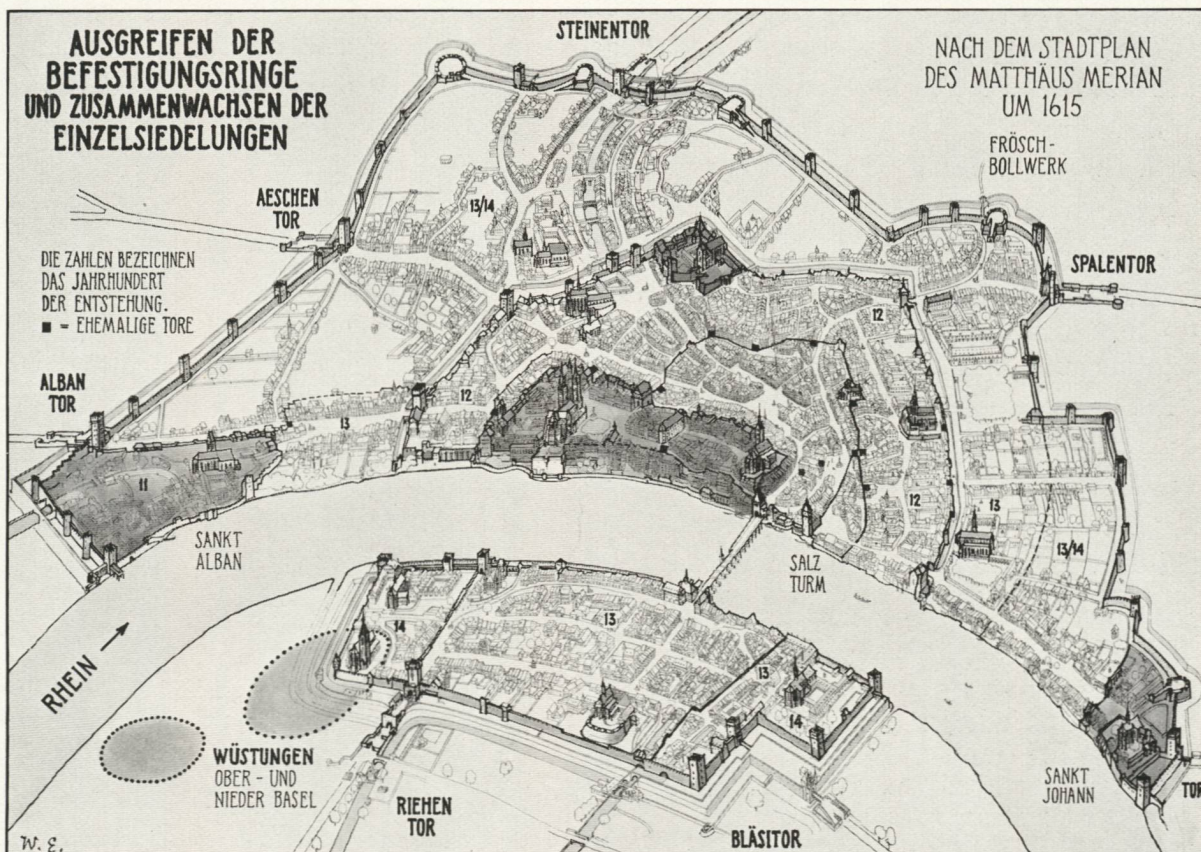 AUSGREIFEN DER
BEFESTIGUNGSRINGE
UND ZUSAMMENWACHSEN DER
EINZELSIEDELUNGEN
STEINENTOR
NACH DEM STADTPLAN
DES MATTHÄUS MERIAN
UM 1615
FRÖSCH-
BOLLWERK
AESCHEN
TOR
13/14
DIE ZAHLEN BEZEICHNEN
DAS JAHRHUNDERT
DER ENTSTEHUNG.
■ = EHEMALIGE TORE
SPALENTOR
12
ALBAN
TOR
12
13
11
12
13
13/14
SANKT
ALBAN
SALZ
TURM
13
14
RHEIN
13
14
WÜSTUNGEN
OBER- UND
NIEDER BASEL
RIEHEN
TOR
BLÄSITOR
SANKT
JOHANN
TOR
W. E.